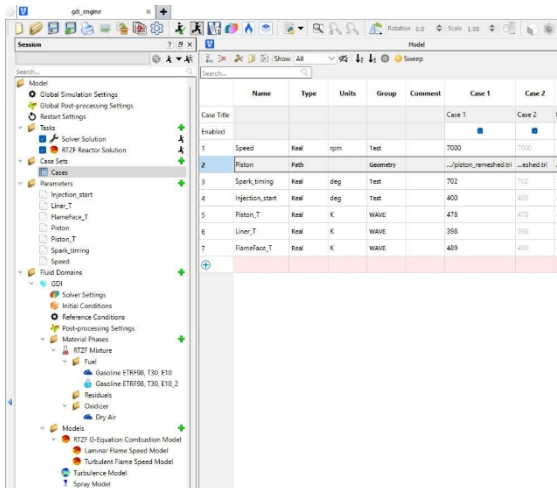 gdi_engine
Rotation 0.0 Scale 1.00
Session
Search...
Model
Global Simulation Settings
Global Post-processing Settings
Restart Settings
Tasks
Solver Solution
RTZF Reactor Solution
Case Sets
Cases
Parameters
Injection_start
Liner_T
FlameFace_T
Piston
Piston_T
Spark_timing
Speed
Fluid Domains
GDI
Solver Settings
Initial Conditions
Reference Conditions
Post-processing Settings
Material Phases
RTZF Mixture
Fuel
Gasoline ETRF98, T30, E10
Gasoline ETRF98, T30, E10_2
Residuals
Oxidizer
Dry Air
Models
RTZF G-Equation Combustion Model
Laminar Flame Speed Model
Turbulent Flame Speed Model
Turbulence Model
Spray Model
Model
Show All Sweep
Search...
Name Type Units Group Comment Case 1 Case 2
Case Title Case 1 Case 2
Enabled
1 Speed Real rpm Test 7000 7000
2 Piston Path Geometry .../piston_remeshed.tri ...eshed.tri
3 Spark_timing Real deg Test 702 702
4 Injection_start Real deg Test 400 400
5 Piston_T Real K WAVE 478 478
6 Liner_T Real K WAVE 398 398
7 FlameFace_T Real K WAVE 489 489